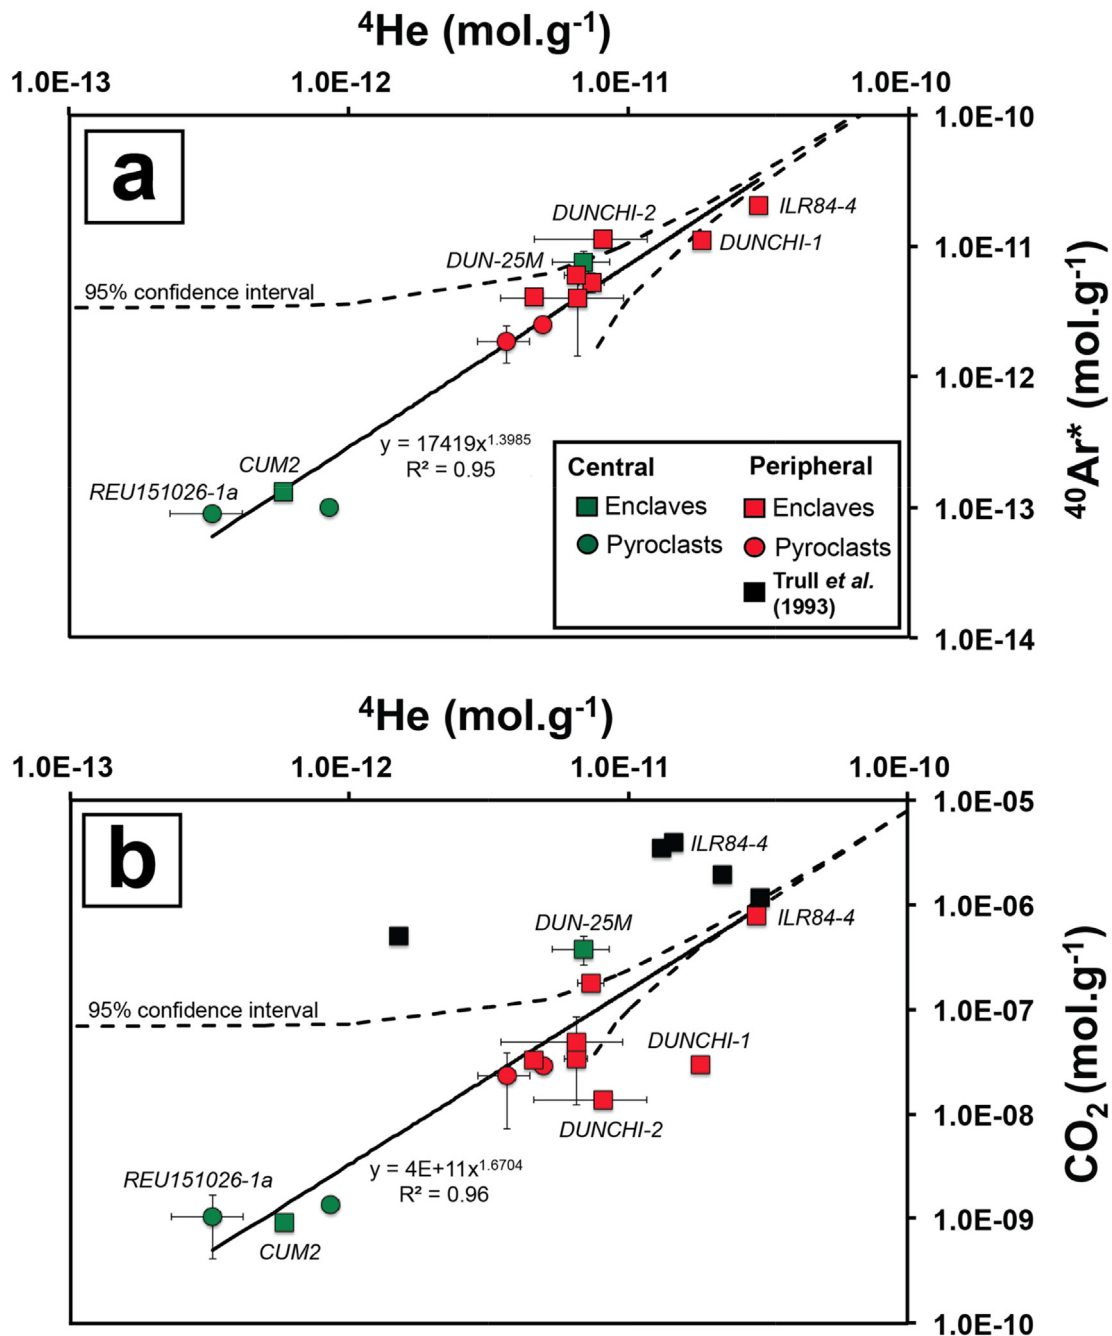 ⁴He (mol.g⁻¹)
1.0E-13 1.0E-12 1.0E-11 1.0E-10
a
1.0E-10
1.0E-11
1.0E-12
1.0E-13
1.0E-14
⁴⁰Ar* (mol.g⁻¹)
DUNCHI-2
ILR84-4
DUNCHI-1
DUN-25M
95% confidence interval
y = 17419x¹·³⁹⁸⁵
R² = 0.95
CUM2
REU151026-1a
Central Peripheral
Enclaves Enclaves
Pyroclasts Pyroclasts
Trull et al.
(1993)
⁴He (mol.g⁻¹)
1.0E-13 1.0E-12 1.0E-11 1.0E-10
b
1.0E-05
1.0E-06
1.0E-07
1.0E-08
1.0E-09
1.0E-10
CO₂ (mol.g⁻¹)
ILR84-4
DUN-25M
ILR84-4
95% confidence interval
DUNCHI-1
DUNCHI-2
y = 4E+11x¹·⁶⁷⁰⁴
R² = 0.96
REU151026-1a
CUM2